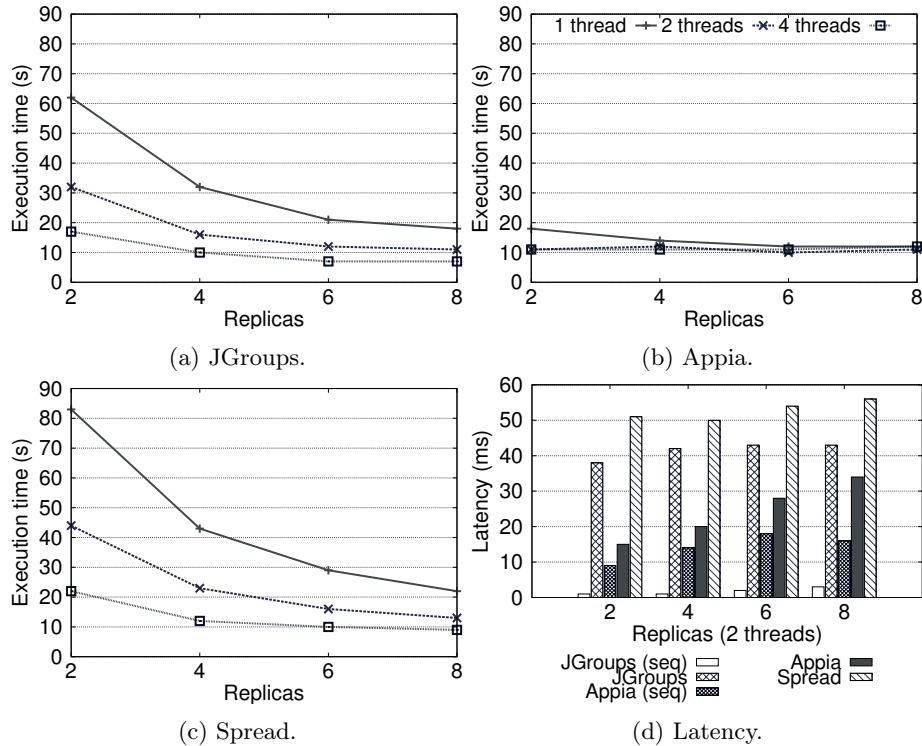 90
80
70
60
50
40
30
20
10
0
Execution time (s)
2 4 6 8
Replicas
(a) JGroups.
1 thread 2 threads 4 threads
90
80
70
60
50
40
30
20
10
0
Execution time (s)
2 4 6 8
Replicas
(b) Appia.
90
80
70
60
50
40
30
20
10
0
Execution time (s)
2 4 6 8
Replicas
(c) Spread.
60
50
40
30
20
10
0
Latency (ms)
2 4 6 8
Replicas (2 threads)
JGroups (seq)
JGroups
Appia (seq)
Appia
Spread
(d) Latency.